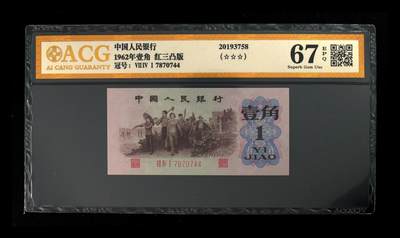 ACG
AI CANG GUARANTY
中国人民银行
1962年壹角 红三凸版
冠号：VIIIV I 7870744
20193758
(☆☆☆)
67 EPQ
Superb Gem Unc
中国人民银行
壹角
1
YI
JIAO
7870744